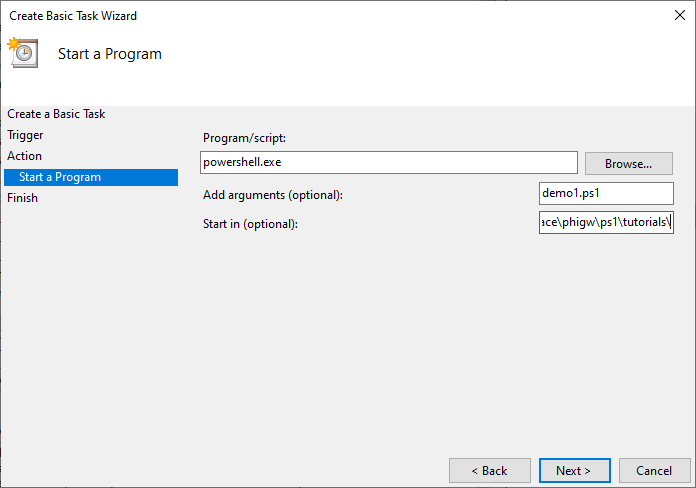 Create Basic Task Wizard
Start a Program
Create a Basic Task
Trigger
Action
Start a Program
Finish
Program/script:
powershell.exe
Browse...
Add arguments (optional):
demo1.ps1
Start in (optional):
ace\phigw\ps1\tutorials\
< Back
Next >
Cancel